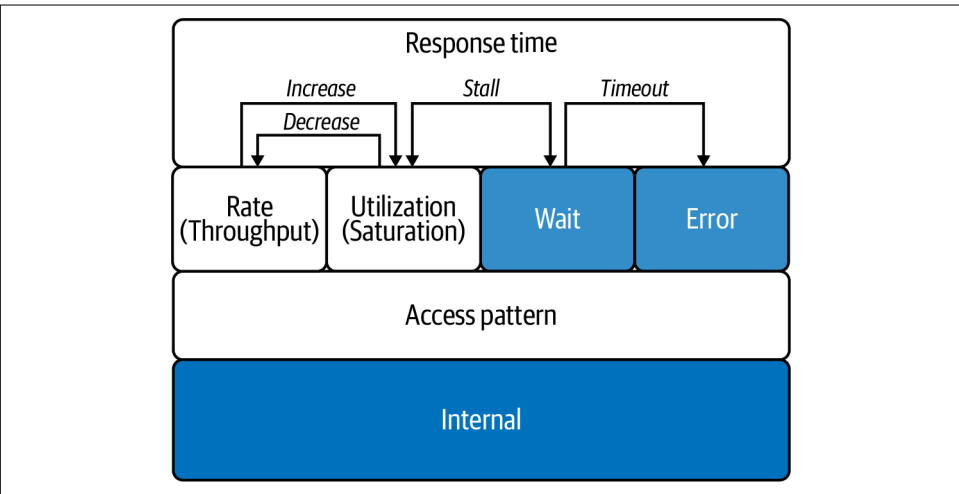 Response time
Increase
Stall
Timeout
Decrease
Rate
(Throughput)
Utilization
(Saturation)
Wait
Error
Access pattern
Internal